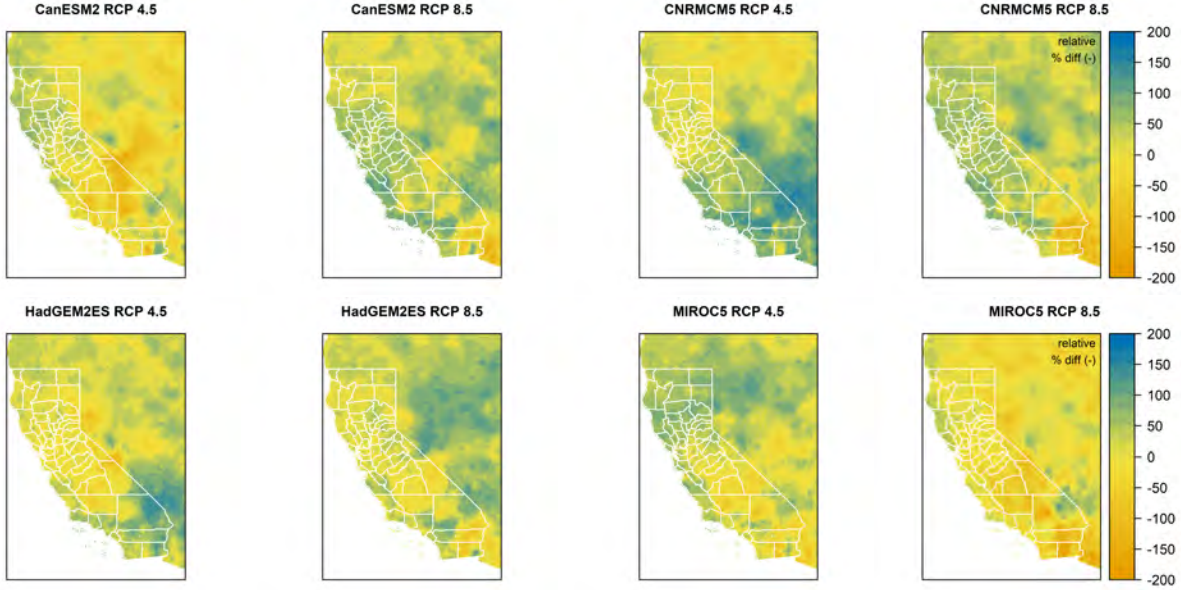 CanESM2 RCP 4.5
CanESM2 RCP 8.5
CNRMCM5 RCP 4.5
CNRMCM5 RCP 8.5
relative
% diff (-)
200
150
100
50
0
-50
-100
-150
-200
HadGEM2ES RCP 4.5
HadGEM2ES RCP 8.5
MIROC5 RCP 4.5
MIROC5 RCP 8.5
relative
% diff (-)
200
150
100
50
0
-50
-100
-150
-200